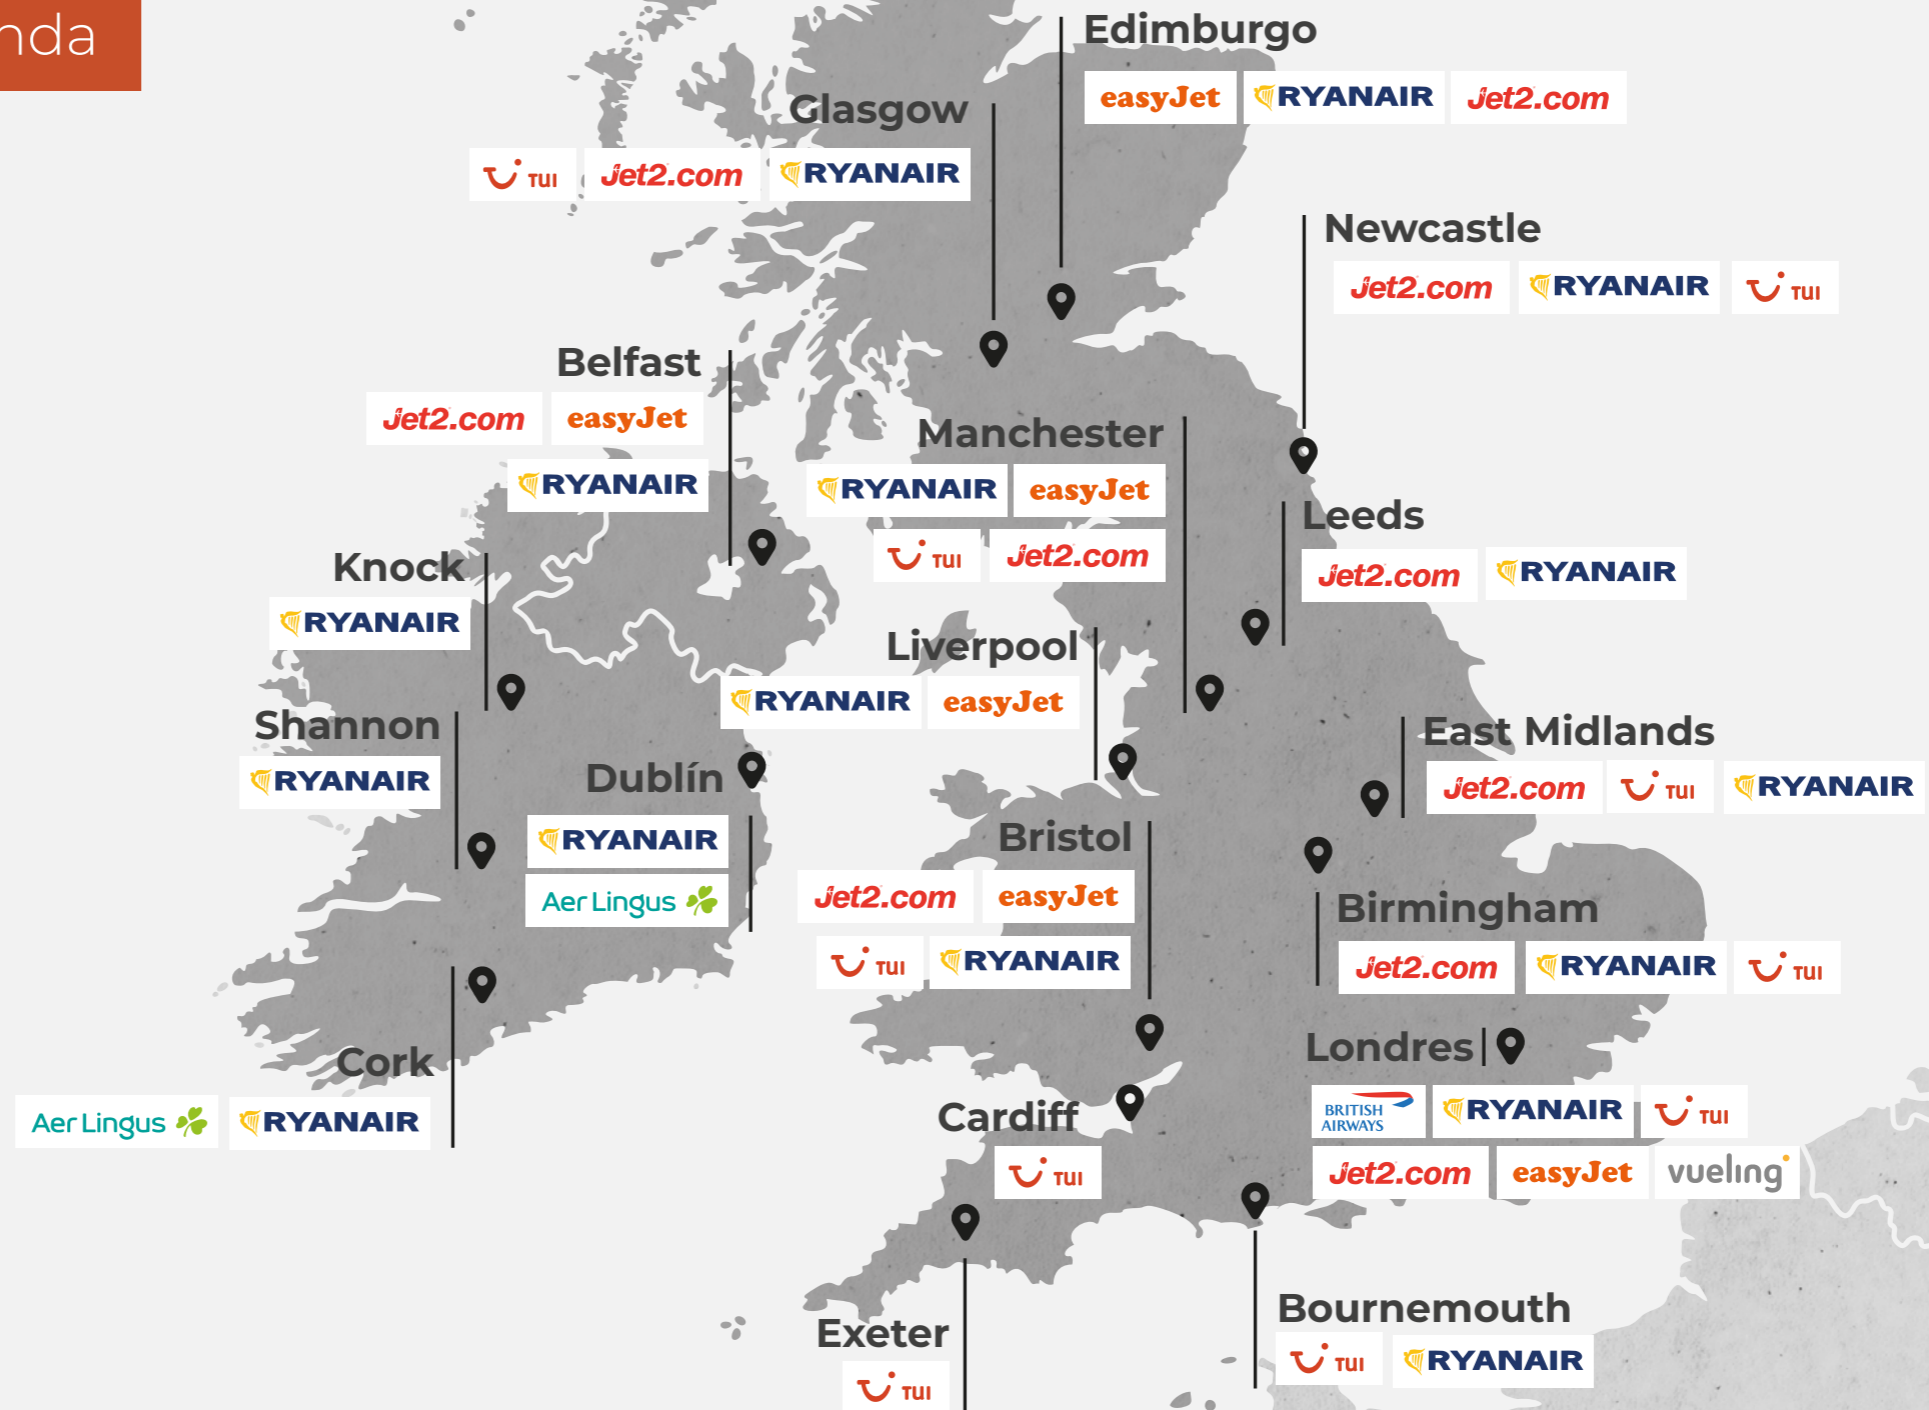 nda
Edimburgo
easyJet RYANAIR Jet2.com
Glasgow
TUI Jet2.com RYANAIR
Newcastle
Jet2.com RYANAIR TUI
Belfast
Jet2.com easyJet
RYANAIR
Manchester
RYANAIR easyJet
TUI Jet2.com
Leeds
Jet2.com RYANAIR
Knock
RYANAIR
Liverpool
RYANAIR easyJet
Shannon
RYANAIR
Dublín
RYANAIR
Aer Lingus
East Midlands
Jet2.com TUI RYANAIR
Bristol
Jet2.com easyJet
TUI RYANAIR
Birmingham
Jet2.com RYANAIR TUI
Cork
Aer Lingus RYANAIR
Londres
BRITISH AIRWAYS RYANAIR TUI
Jet2.com easyJet vueling
Cardiff
TUI
Exeter
TUI
Bournemouth
TUI RYANAIR